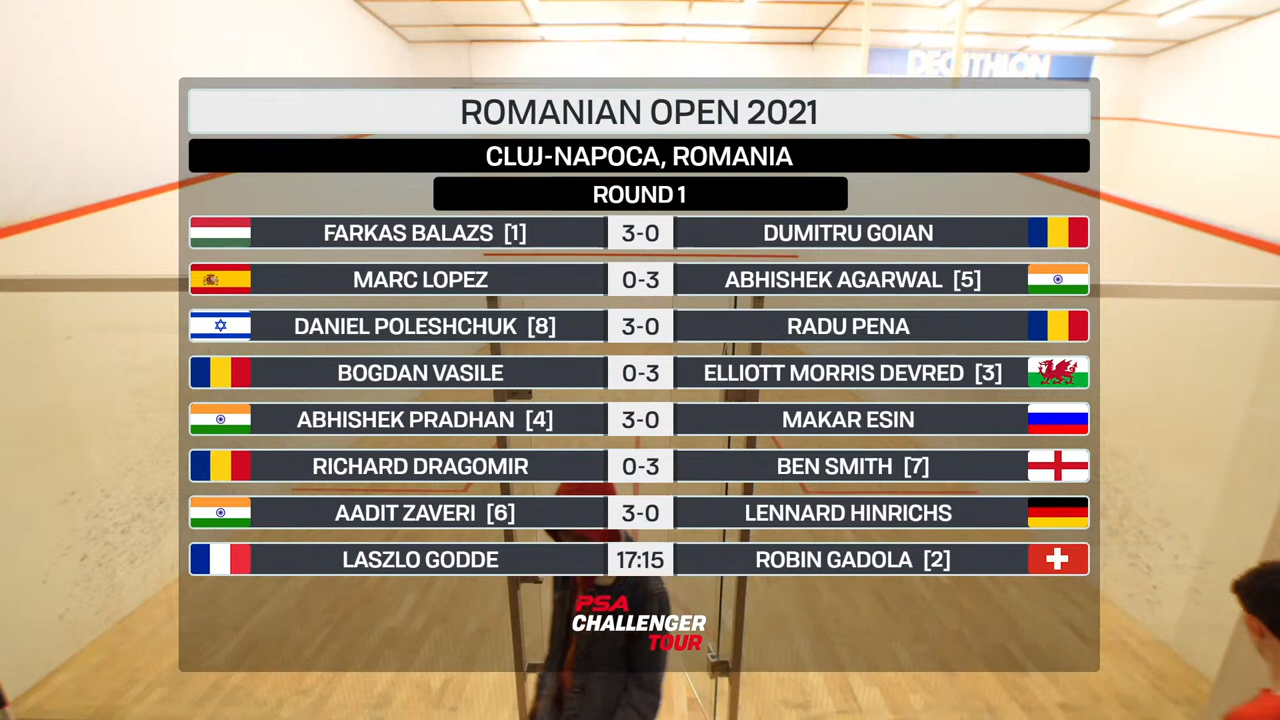 DECATHLON
ROMANIAN OPEN 2021
CLUJ-NAPOCA, ROMANIA
ROUND 1
FARKAS BALAZS [1] 3-0 DUMITRU GOIAN
MARC LOPEZ 0-3 ABHISHEK AGARWAL [5]
DANIEL POLESHCHUK [8] 3-0 RADU PENA
BOGDAN VASILE 0-3 ELLIOTT MORRIS DEVRED [3]
ABHISHEK PRADHAN [4] 3-0 MAKAR ESIN
RICHARD DRAGOMIR 0-3 BEN SMITH [7]
AADIT ZAVERI [6] 3-0 LENNARD HINRICHS
LASZLO GODDE 17:15 ROBIN GADOLA [2]
PSA
CHALLENGER
TOUR